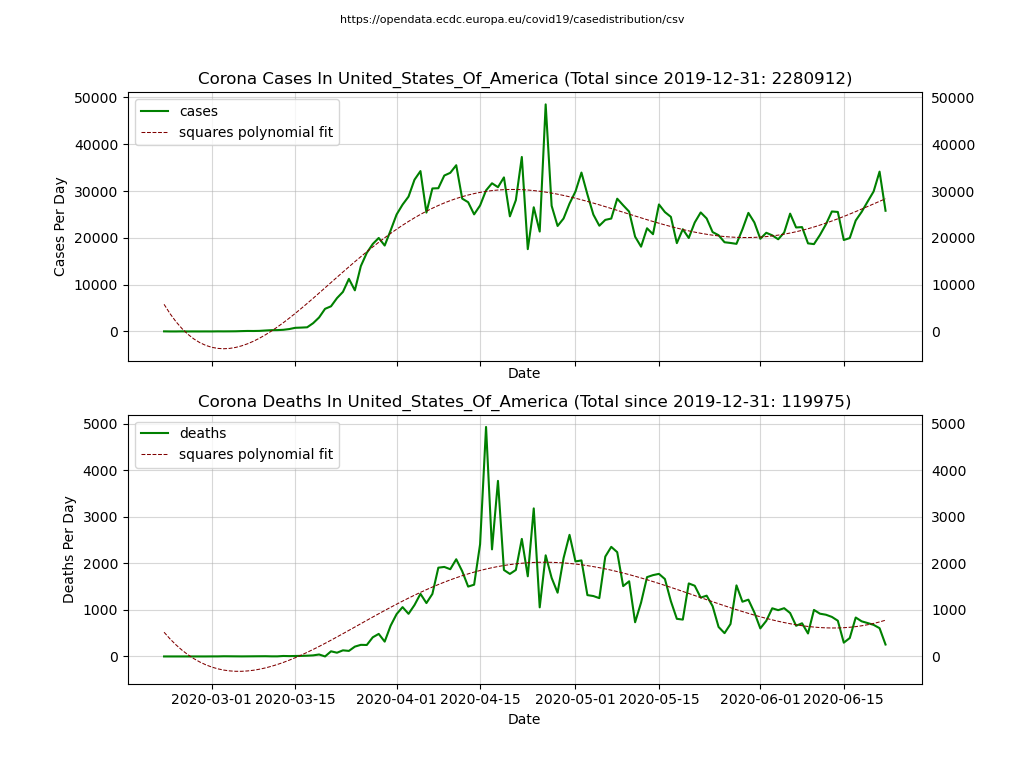 https://opendata.ecdc.europa.eu/covid19/casedistribution/csv
Corona Cases In United_States_Of_America (Total since 2019-12-31: 2280912)
50000
40000
30000
20000
10000
0
Cases Per Day
cases
squares polynomial fit
50000
40000
30000
20000
10000
0
Date
Corona Deaths In United_States_Of_America (Total since 2019-12-31: 119975)
5000
4000
3000
2000
1000
0
Deaths Per Day
deaths
squares polynomial fit
5000
4000
3000
2000
1000
0
2020-03-01 2020-03-15 2020-04-01 2020-04-15 2020-05-01 2020-05-15 2020-06-01 2020-06-15
Date